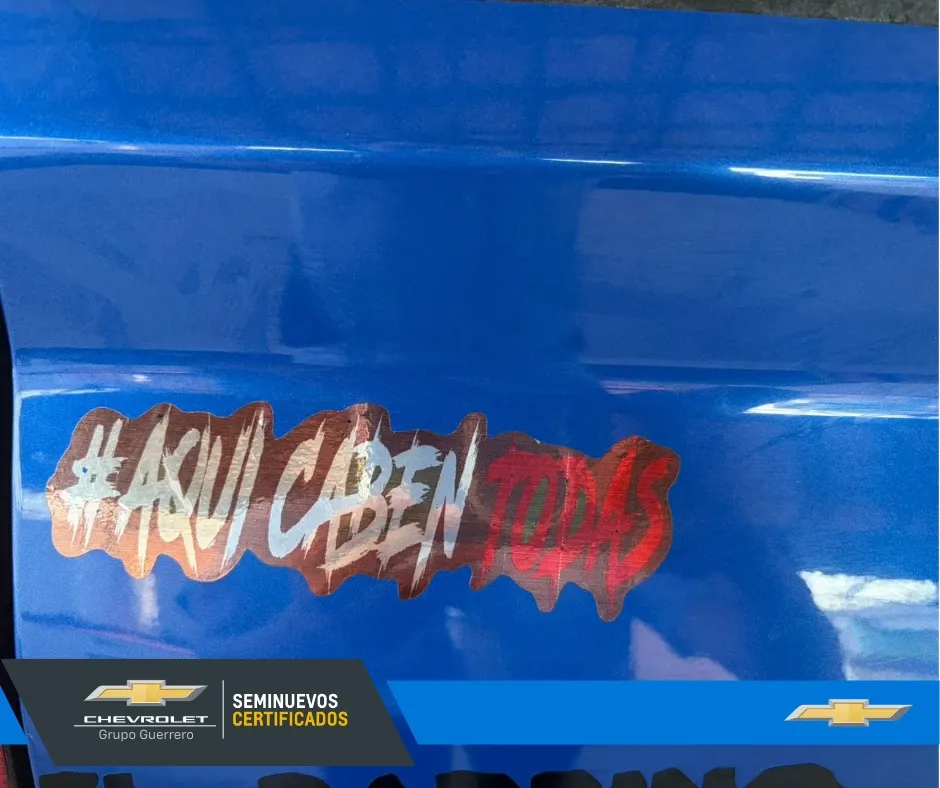 #AQUI CABEN TODAS
CHEVROLET
Grupo Guerrero
SEMINUEVOS
CERTIFICADOS